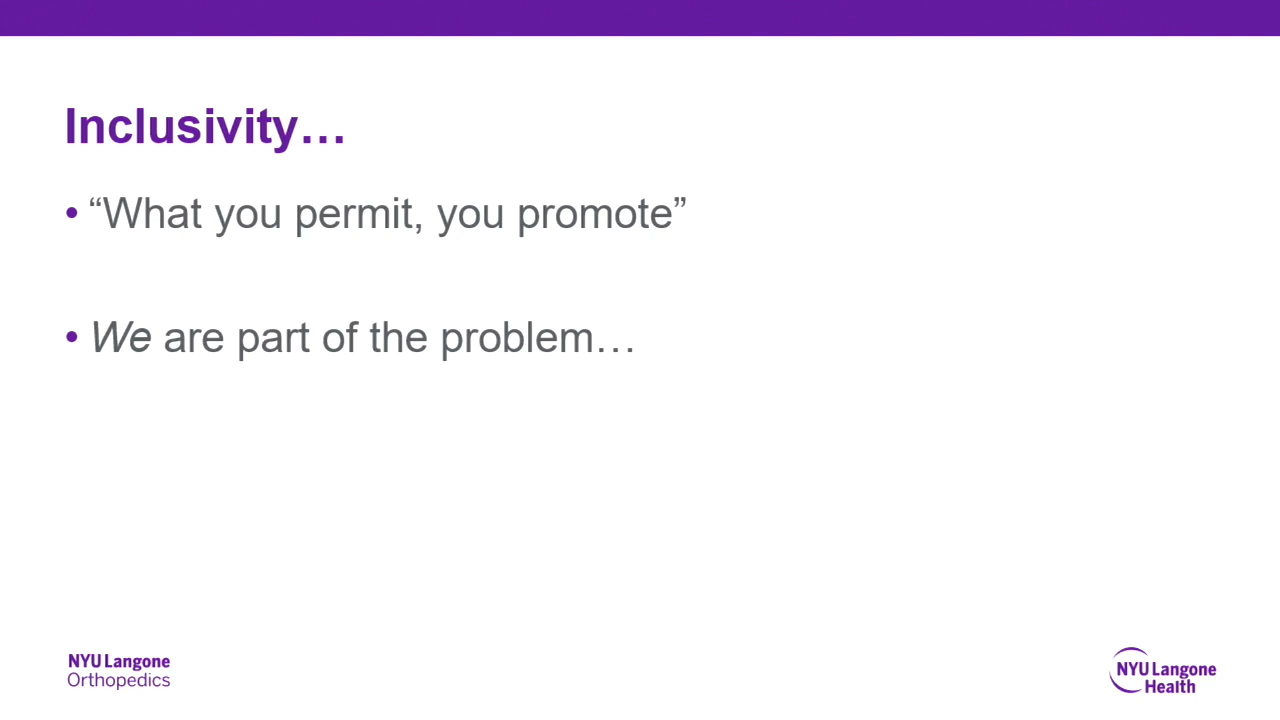 Inclusivity…
• “What you permit, you promote”
• We are part of the problem…
NYU Langone
Orthopedics
NYU Langone
Health